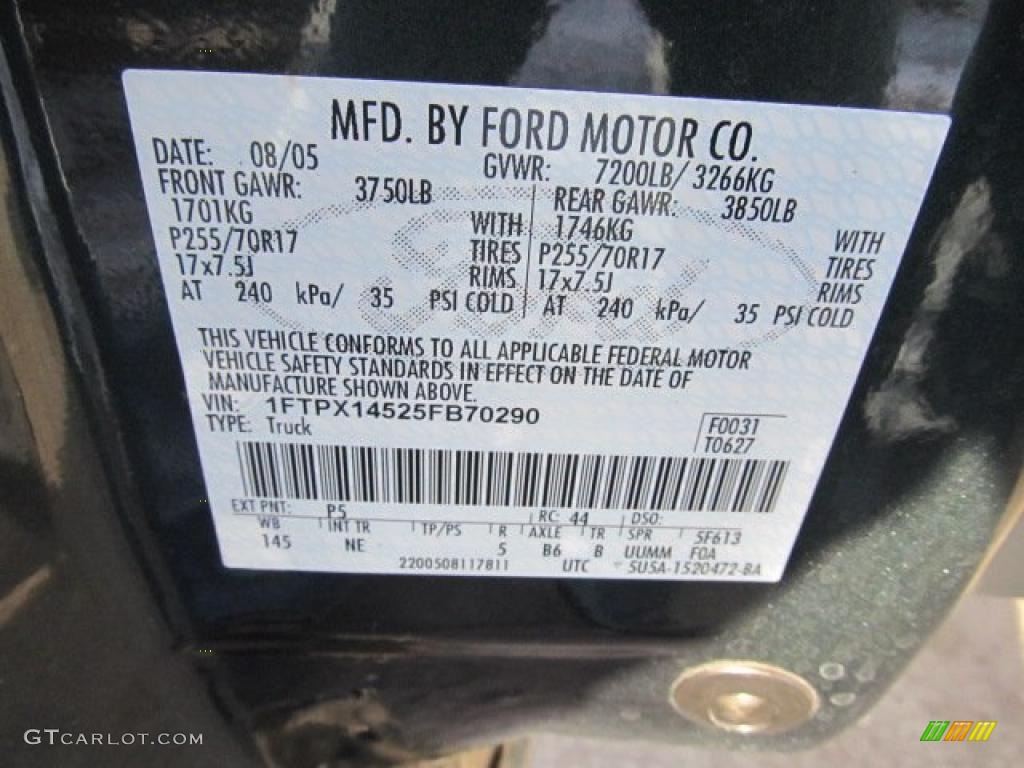 MFD. BY FORD MOTOR CO.
DATE: 08/05 GVWR: 7200LB/ 3266KG
FRONT GAWR: 3750LB REAR GAWR: 3850LB
1701KG WITH 1746KG WITH
P255/70R17 TIRES P255/70R17 TIRES
17x7.5J RIMS 17x7.5J RIMS
AT 240 kPa/ 35 PSI COLD AT 240 kPa/ 35 PSI COLD
THIS VEHICLE CONFORMS TO ALL APPLICABLE FEDERAL MOTOR
VEHICLE SAFETY STANDARDS IN EFFECT ON THE DATE OF
MANUFACTURE SHOWN ABOVE.
VIN: 1FTPX14525FB70290
TYPE: Truck
F0031
T0627
EXT PNT: P5 RC: 44 DSO:
WB INT TR TP/PS R AXLE TR SPR 5F613
145 NE 5 B6 B UUMM FOA
2200508117811 UTC 5U5A-1520472-BA
GTCARLOT.COM